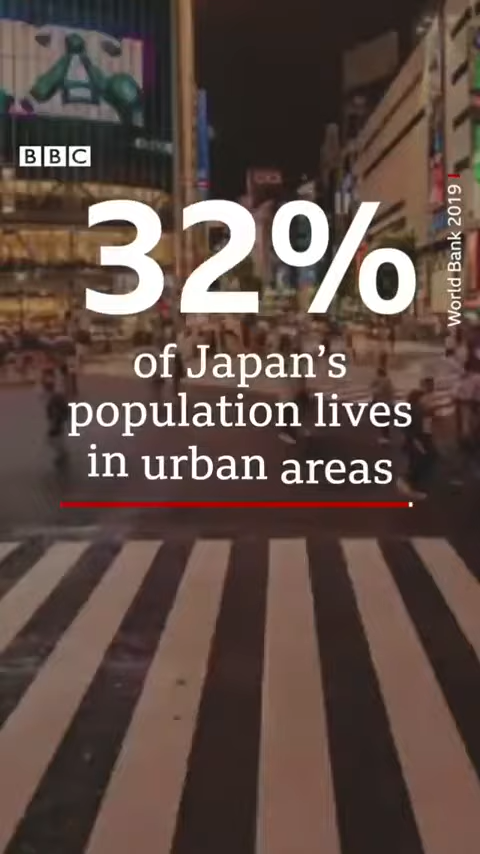 BBC
32%
of Japan's
population lives
in urban areas
World Bank 2019